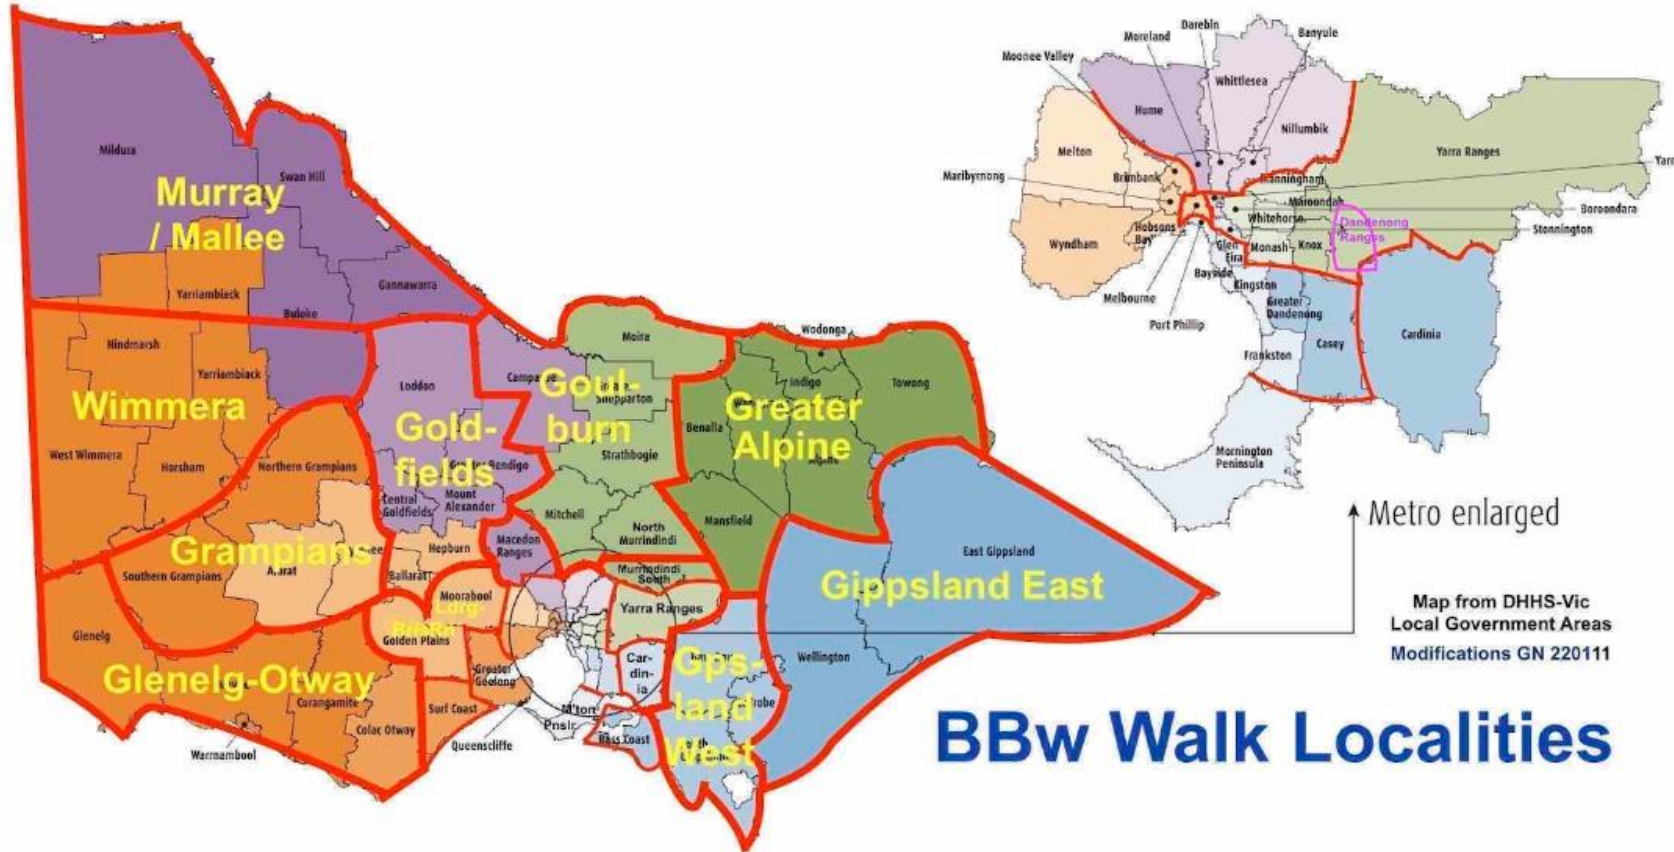 Mildura
Swan Hill
Murray
/ Mallee
Yarriambiack
Gannawarra
Buloke
Hindmarsh
Yarriambiack
Wimmera
West Wimmera
Horsham
Northern Grampians
Loddon
Gold-
fields
Bendigo
Central
Goldfields
Mount
Alexander
Macedon
Ranges
Goul-
burn
Moira
Shepparton
Strathbogie
Mitchell
North
Murrindindi
Murrindindi
South
Wodonga
Indigo
Towong
Benalla
Greater
Alpine
Alpine
Mansfield
Grampians
Ararat
Southern Grampians
Hepburn
Ballarat
Moorabool
Ldrg-
Golden Plains
Glenelg
Glenelg-Otway
Corangamite
Colac Otway
Warrnambool
Greater
Geelong
Surf Coast
Queenscliffe
Yarra Ranges
Car-
din-
ia
M'ton
Pnslr.
Bass Coast
Gps-
land
West
East Gippsland
Gippsland East
Wellington
Darebin
Moreland
Banyule
Moonee Valley
Whittlesea
Hume
Nillumbik
Melton
Yarra Ranges
Maribyrnong
Brimbank
Manningham
Maroondah
Boroondara
Whitehorse
Stonnington
Dandenong
Ranges
Hobsons
Bay
Wyndham
Glen
Eira
Monash
Knox
Bayside
Kingston
Melbourne
Greater
Dandenong
Port Phillip
Cardinia
Frankston
Casey
Mornington
Peninsula
Metro enlarged
Map from DHHS-Vic
Local Government Areas
Modifications GN 220111
BBw Walk Localities